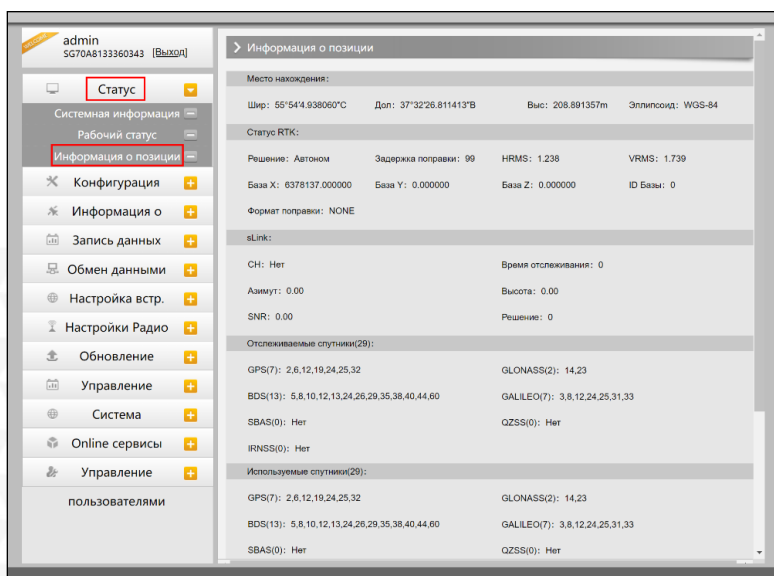 WELCOME
admin
SG70A8133360343 [Выход]
Статус
Системная информация
Рабочий статус
Информация о позиции
Конфигурация
Информация о
Запись данных
Обмен данными
Настройка встр.
Настройки Радио
Обновление
Управление
Система
Online сервисы
Управление
пользователями
Информация о позиции
Место нахождения:
Шир: 55°54'4.938060"С Дол: 37°32'26.811413"В Выс: 208.891357m Эллипсоид: WGS-84
Статус RTK:
Решение: Автоном Задержка поправки: 99 HRMS: 1.238 VRMS: 1.739
База X: 6378137.000000 База Y: 0.000000 База Z: 0.000000 ID Базы: 0
Формат поправки: NONE
sLink:
CH: Нет Время отслеживания: 0
Азимут: 0.00 Высота: 0.00
SNR: 0.00 Решение: 0
Отслеживаемые спутники(29):
GPS(7): 2,6,12,19,24,25,32 GLONASS(2): 14,23
BDS(13): 5,8,10,12,13,24,26,29,35,38,40,44,60 GALILEO(7): 3,8,12,24,25,31,33
SBAS(0): Нет QZSS(0): Нет
IRNSS(0): Нет
Используемые спутники(29):
GPS(7): 2,6,12,19,24,25,32 GLONASS(2): 14,23
BDS(13): 5,8,10,12,13,24,26,29,35,38,40,44,60 GALILEO(7): 3,8,12,24,25,31,33
SBAS(0): Нет QZSS(0): Нет